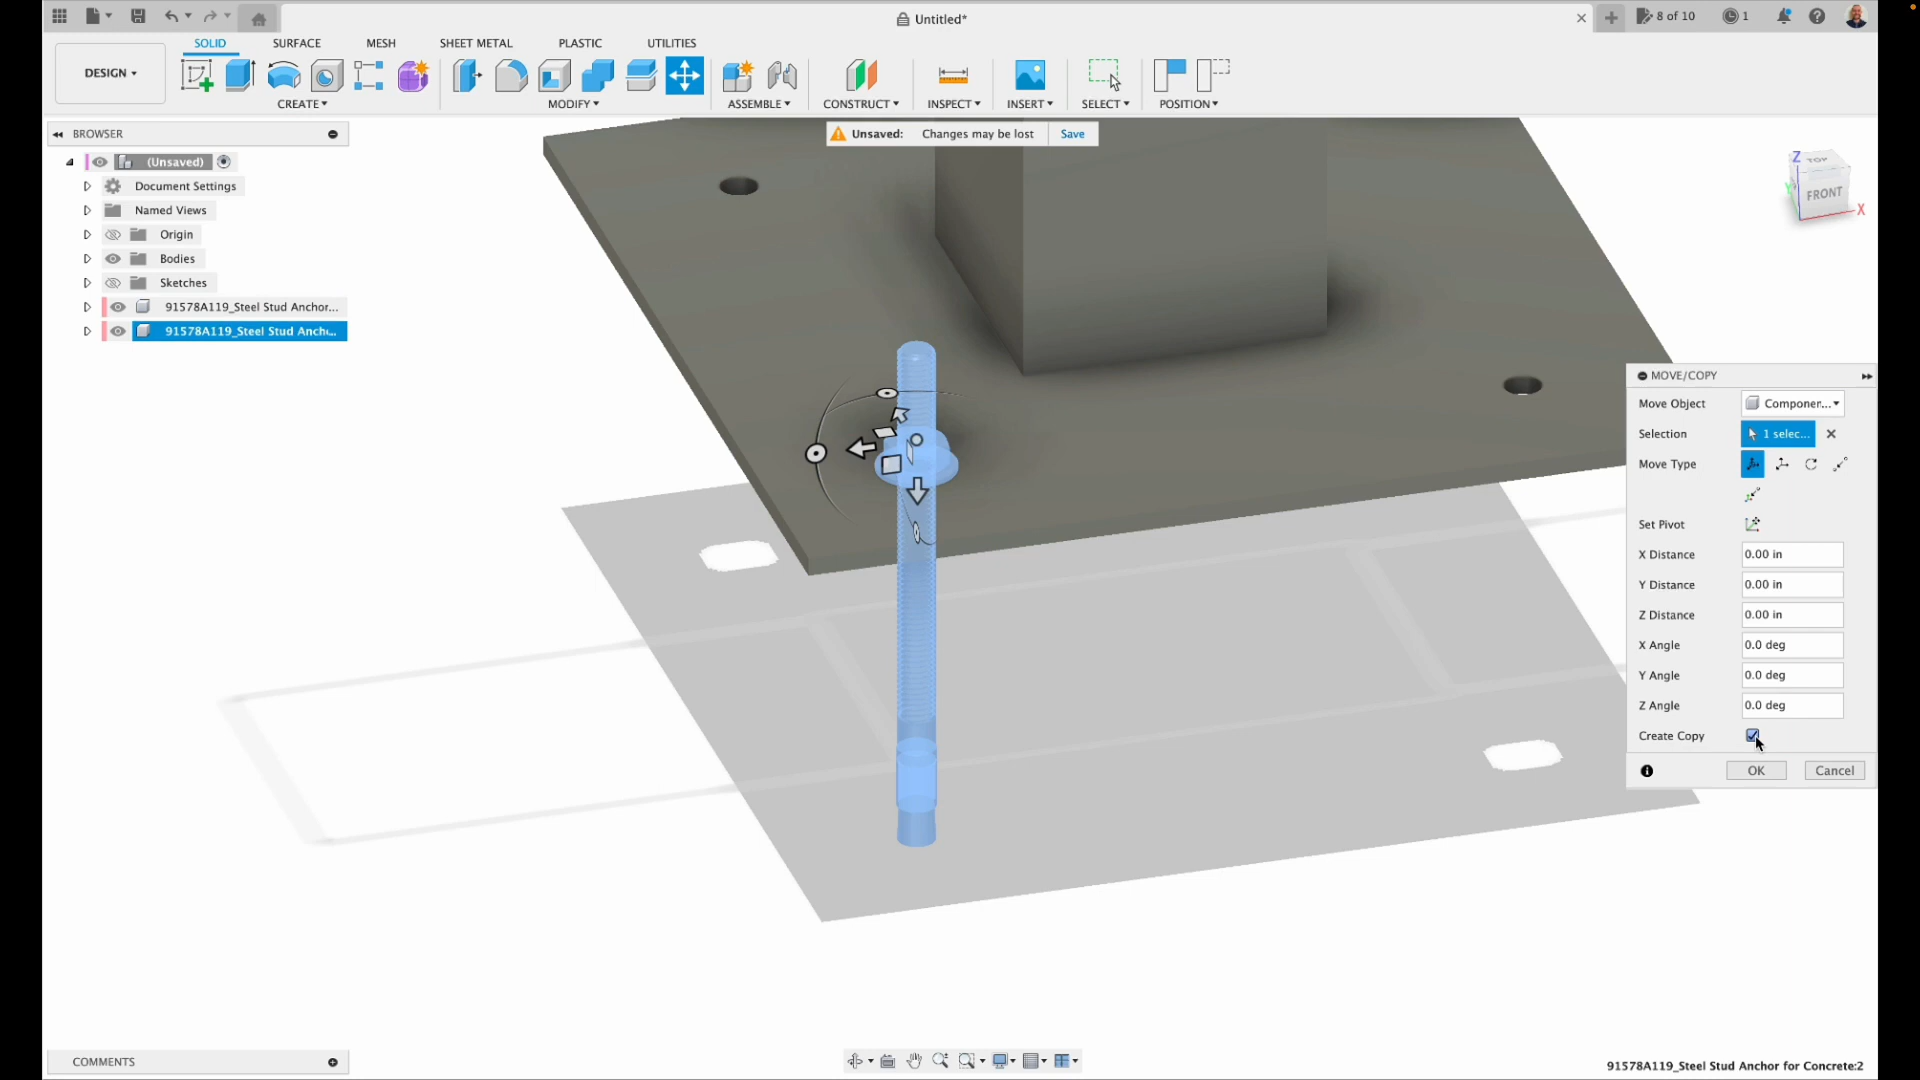 Untitled*
8 of 10
1
DESIGN
SOLID
SURFACE
MESH
SHEET METAL
PLASTIC
UTILITIES
CREATE
MODIFY
ASSEMBLE
CONSTRUCT
INSPECT
INSERT
SELECT
POSITION
BROWSER
Unsaved: Changes may be lost Save
(Unsaved)
Document Settings
Named Views
Origin
Bodies
Sketches
91578A119_Steel Stud Anchor...
91578A119_Steel Stud Ancho...
Z
TOP
FRONT
Y
X
MOVE/COPY
Move Object Componen...
Selection 1 selec...
Move Type
Set Pivot
X Distance 0.00 in
Y Distance 0.00 in
Z Distance 0.00 in
X Angle 0.0 deg
Y Angle 0.0 deg
Z Angle 0.0 deg
Create Copy
OK Cancel
COMMENTS
91578A119_Steel Stud Anchor for Concrete:2